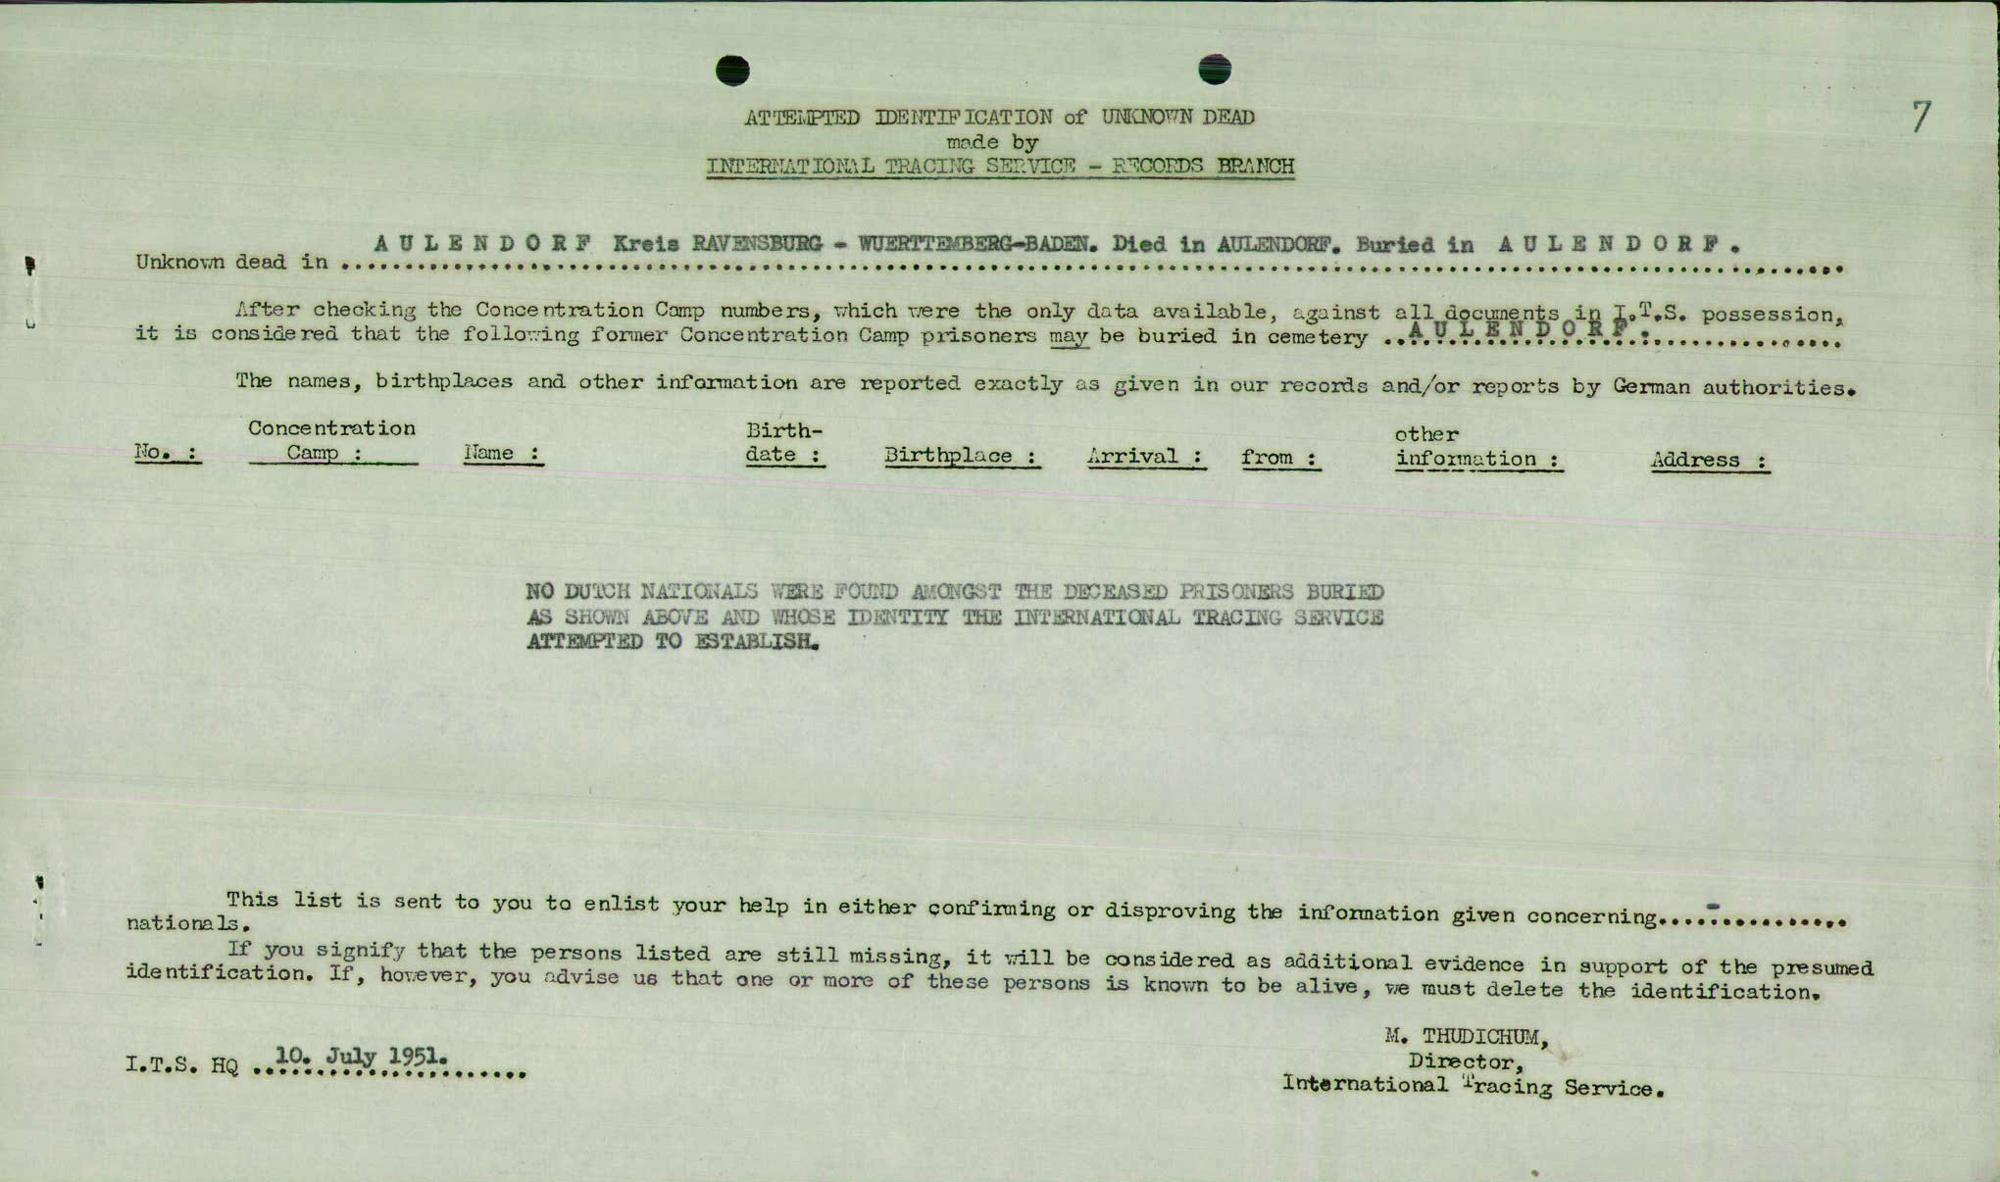 7
ATTEMPTED IDENTIFICATION of UNKNOWN DEAD
made by
INTERNATIONAL TRACING SERVICE - RECORDS BRANCH
A U L E N D O R F Kreis RAVENSBURG - WUERTTEMBERG-BADEN. Died in AULENDORF. Buried in A U L E N D O R F .
Unknown dead in ..........
After checking the Concentration Camp numbers, which were the only data available, against all documents in I.T.S. possession,
it is considered that the following former Concentration Camp prisoners may be buried in cemetery ..A U L E N D O R F...........
The names, birthplaces and other information are reported exactly as given in our records and/or reports by German authorities.
No. : Concentration Camp : Name : Birth-date : Birthplace : Arrival : from : other information : Address :
NO DUTCH NATIONALS WERE FOUND AMONGST THE DECEASED PRISONERS BURIED
AS SHOWN ABOVE AND WHOSE IDENTITY THE INTERNATIONAL TRACING SERVICE
ATTEMPTED TO ESTABLISH.
This list is sent to you to enlist your help in either confirming or disproving the information given concerning....-..........
nationals.
If you signify that the persons listed are still missing, it will be considered as additional evidence in support of the presumed
identification. If, however, you advise us that one or more of these persons is known to be alive, we must delete the identification.
M. THUDICHUM,
Director,
International Tracing Service.
I.T.S. HQ ..10. July 1951.......